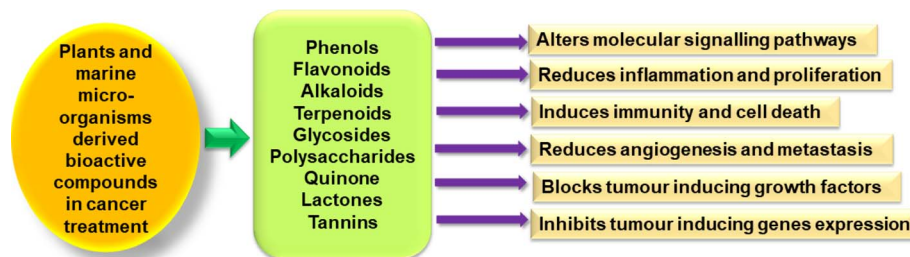 Plants and
marine
micro-
organisms
derived
bioactive
compounds
in cancer
treatment
Phenols
Flavonoids
Alkaloids
Terpenoids
Glycosides
Polysaccharides
Quinone
Lactones
Tannins
Alters molecular signalling pathways
Reduces inflammation and proliferation
Induces immunity and cell death
Reduces angiogenesis and metastasis
Blocks tumour inducing growth factors
Inhibits tumour inducing genes expression